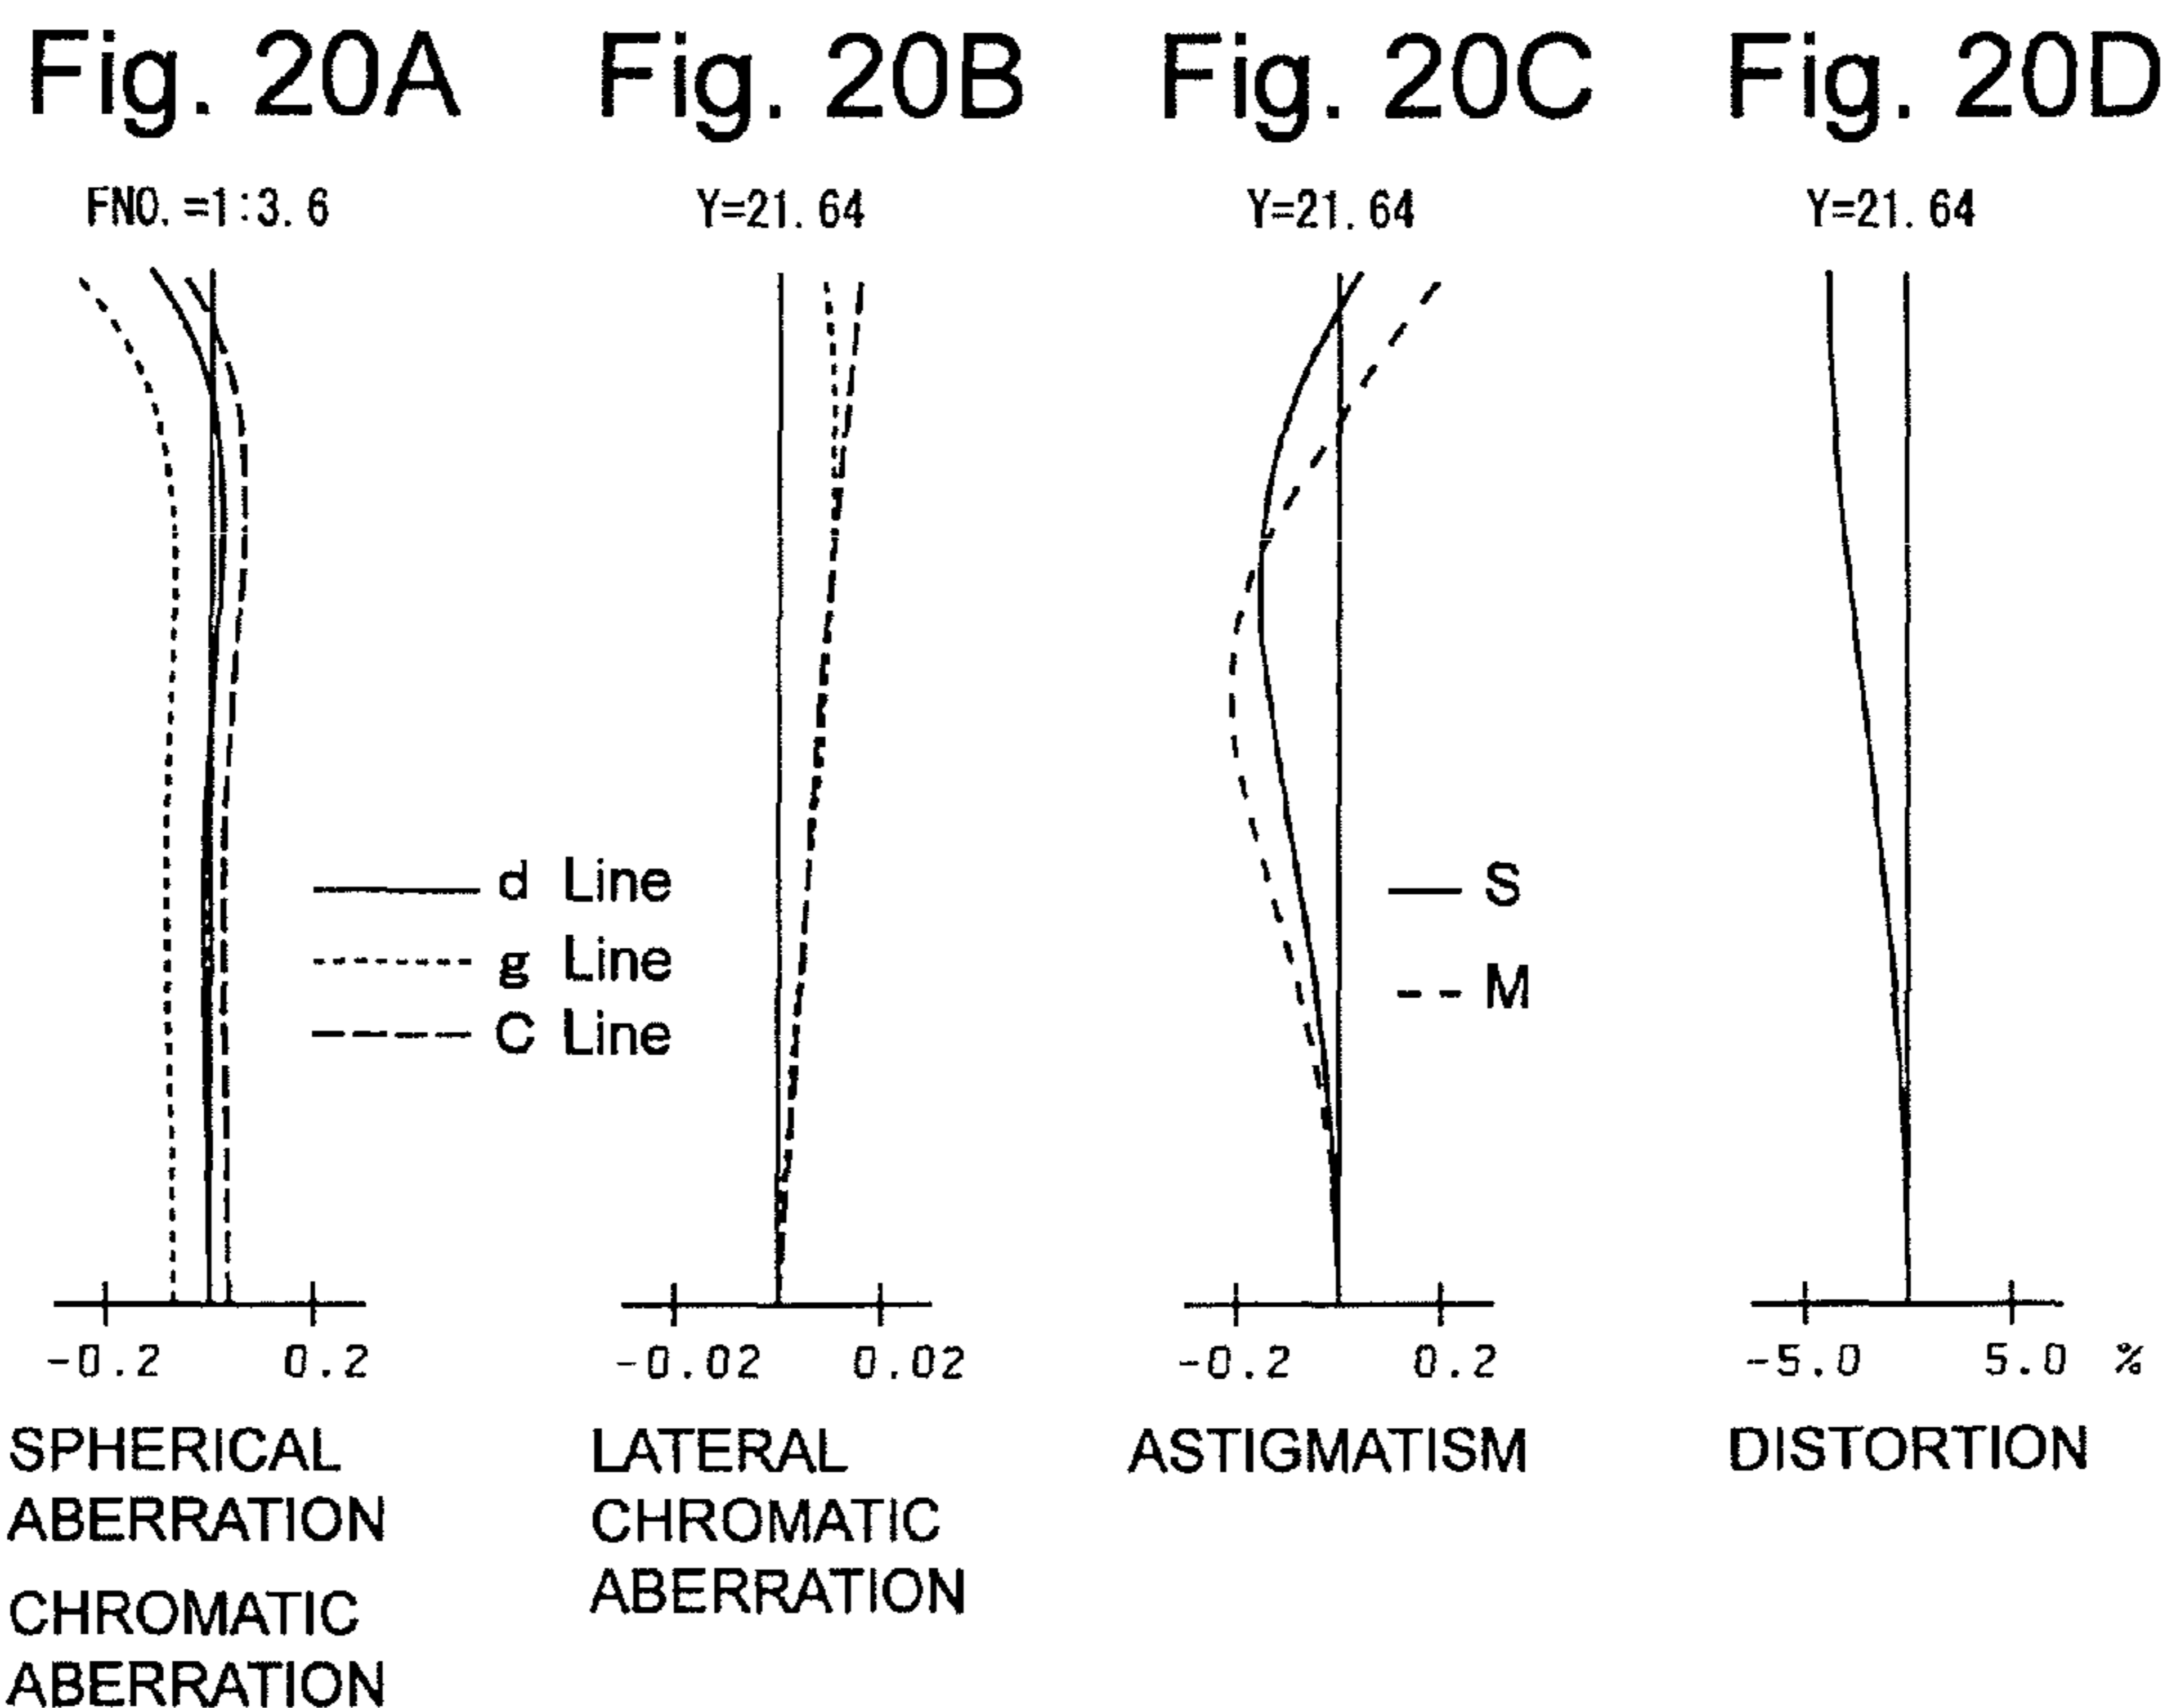 Fig. 20A
Fig. 20B
Fig. 20C
Fig. 20D
FNO.=1:3.6
Y=21.64
Y=21.64
Y=21.64
d Line
g Line
C Line
S
M
-0.2
0.2
-0.02
0.02
-0.2
0.2
-5.0
5.0 %
SPHERICAL
ABERRATION
CHROMATIC
ABERRATION
LATERAL
CHROMATIC
ABERRATION
ASTIGMATISM
DISTORTION